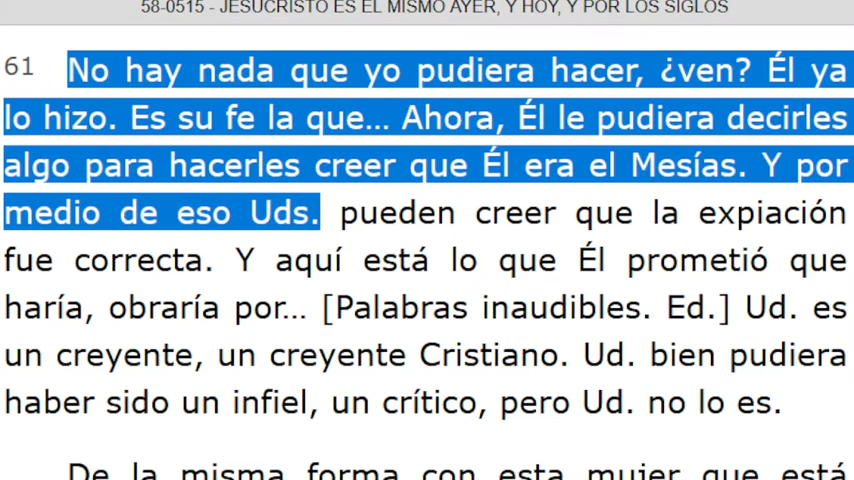 58-0515 - JESUCRISTO ES EL MISMO AYER, Y HOY, Y POR LOS SIGLOS
61 No hay nada que yo pudiera hacer, ¿ven? Él ya
lo hizo. Es su fe la que... Ahora, Él le pudiera decirles
algo para hacerles creer que Él era el Mesías. Y por
medio de eso Uds. pueden creer que la expiación
fue correcta. Y aquí está lo que Él prometió que
haría, obraría por... [Palabras inaudibles. Ed.] Ud. es
un creyente, un creyente Cristiano. Ud. bien pudiera
haber sido un infiel, un crítico, pero Ud. no lo es.
De la misma forma con esta mujer que está